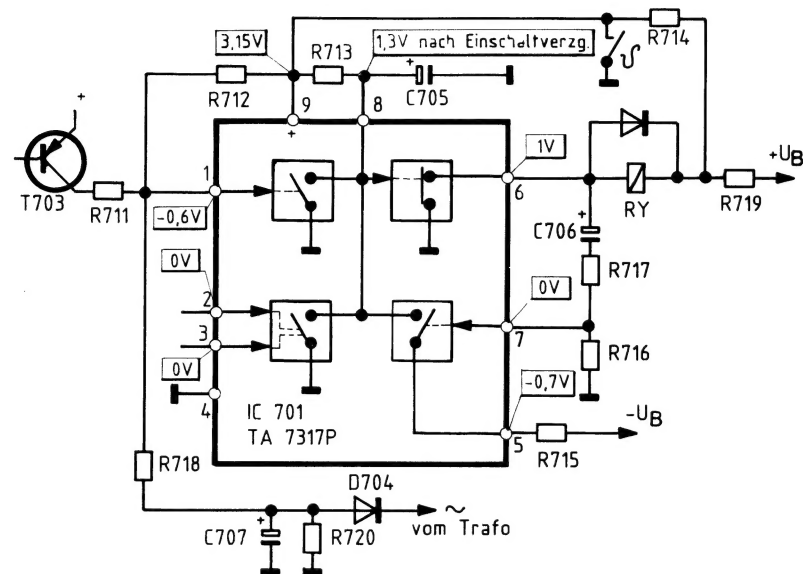 R714
3,15V
R713
1,3V nach Einschaltverzg.
ϑ
R712
9
8
+
C705
+
+
T703
R711
1
-0,6V
1V
6
+UB
RY
R719
C706
+
R717
0V
2
3
0V
4
0V
7
R716
-0,7V
5
-UB
R715
IC 701
TA 7317P
R718
D704
~
vom Trafo
C707
+
R720